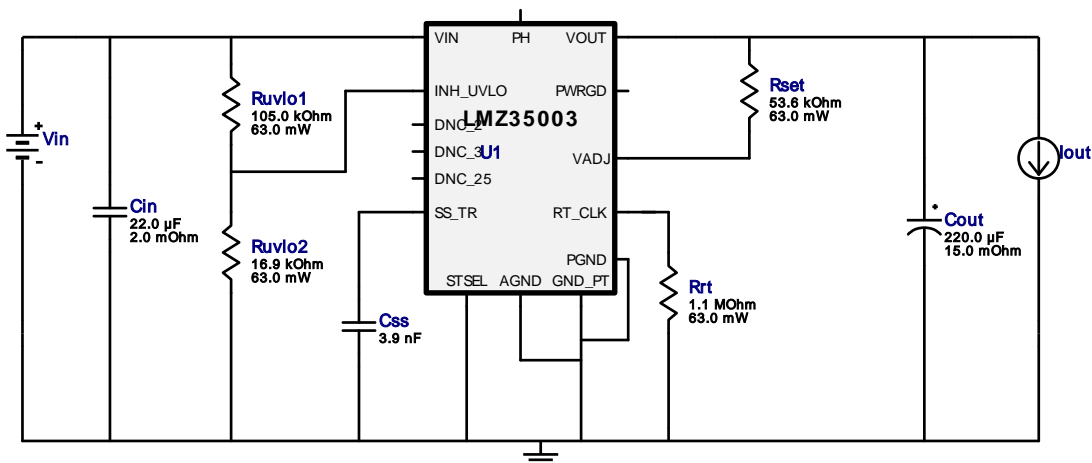 VIN
PH
VOUT
INH_UVLO
PWRGD
LMZ35003
DNC_2
DNC_3
U1
VADJ
DNC_25
SS_TR
RT_CLK
PGND
STSEL
AGND
GND_PT
+
Vin
-
Cin
22.0 µF
2.0 mOhm
Ruvlo1
105.0 kOhm
63.0 mW
Ruvlo2
16.9 kOhm
63.0 mW
Css
3.9 nF
Rset
53.6 kOhm
63.0 mW
Rrt
1.1 MOhm
63.0 mW
+
Cout
220.0 µF
15.0 mOhm
Iout